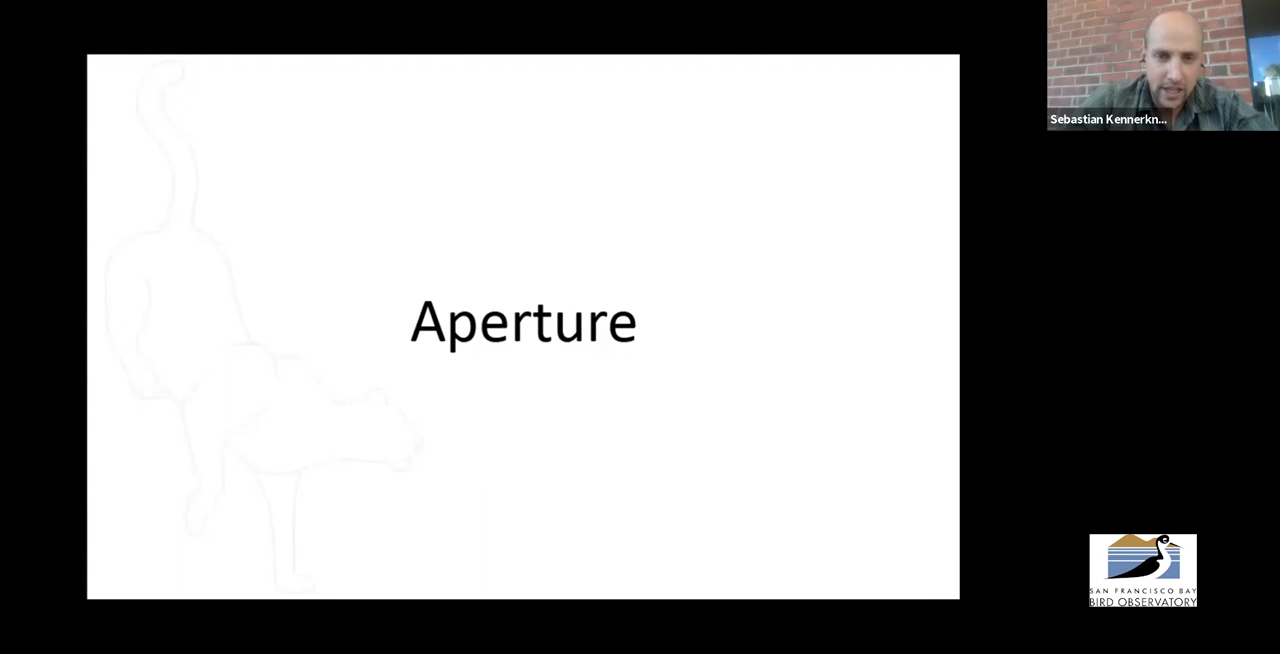 Sebastian Kennerkn...
Aperture
SAN FRANCISCO BAY
BIRD OBSERVATORY